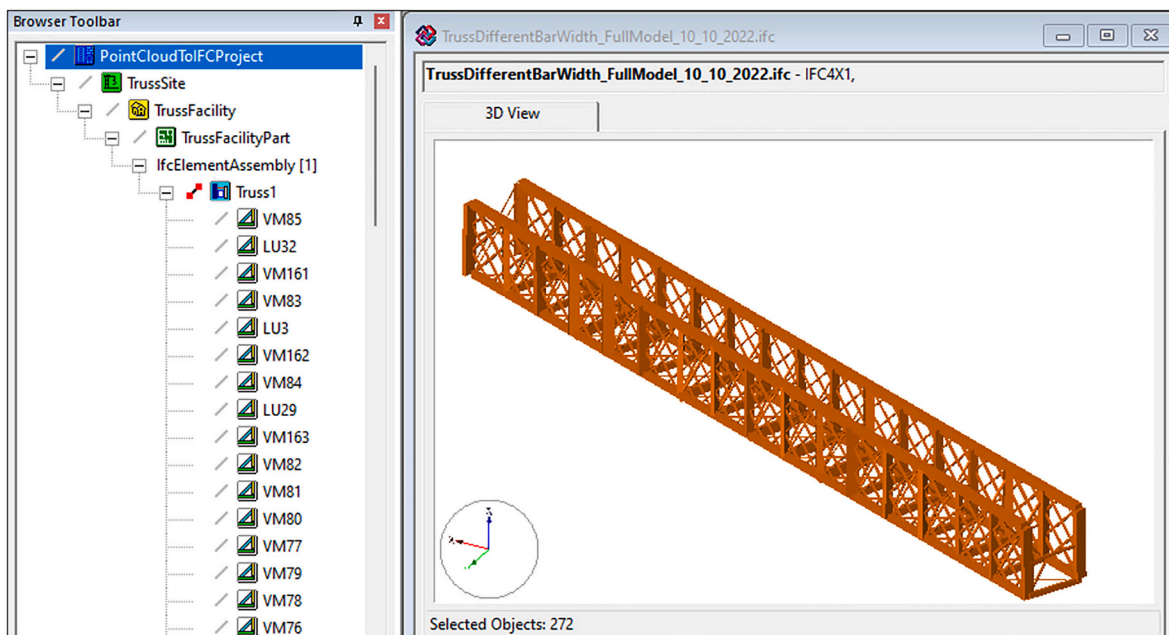 Browser Toolbar
PointCloudToIFCProject
TrussSite
TrussFacility
TrussFacilityPart
IfcElementAssembly [1]
Truss1
VM85
LU32
VM161
VM83
LU3
VM162
VM84
LU29
VM163
VM82
VM81
VM80
VM77
VM79
VM78
VM76
TrussDifferentBarWidth_FullModel_10_10_2022.ifc
TrussDifferentBarWidth_FullModel_10_10_2022.ifc - IFC4X1,
3D View
Selected Objects: 272